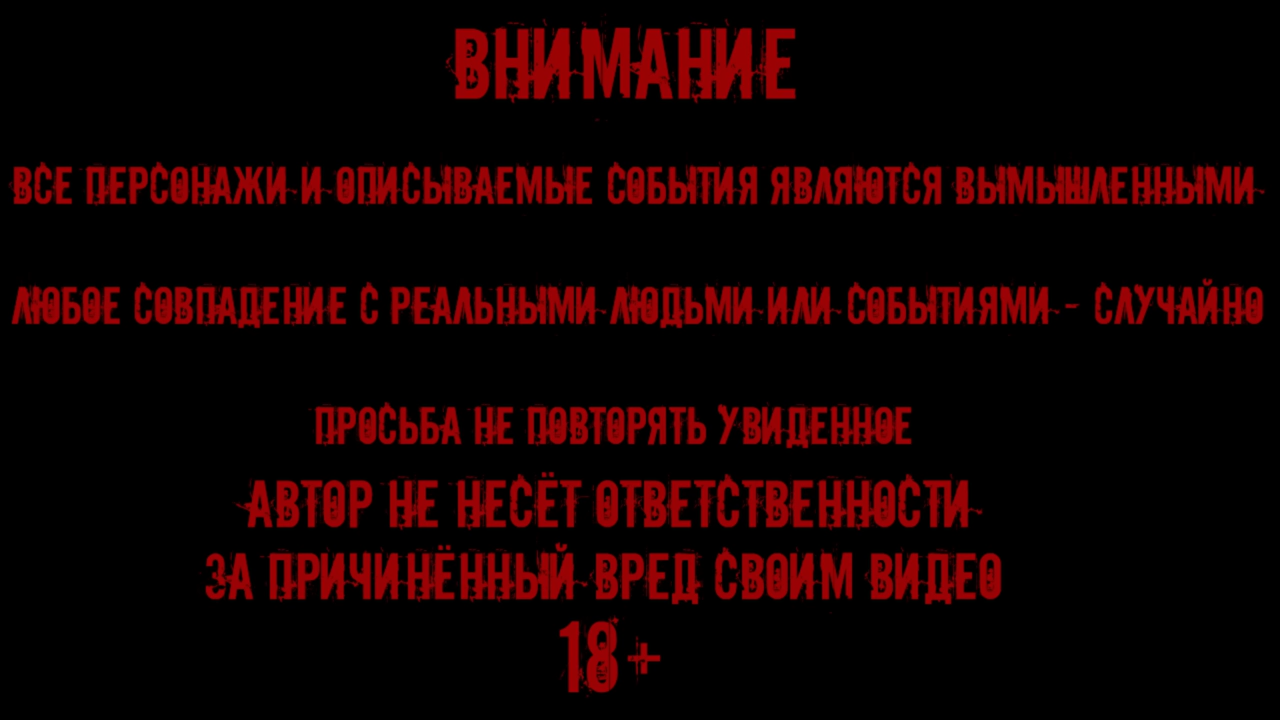 ВНИМАНИЕ
ВСЕ ПЕРСОНАЖИ И ОПИСЫВАЕМЫЕ СОБЫТИЯ ЯВЛЯЮТСЯ ВЫМЫШЛЕННЫМИ
ЛЮБОЕ СОВПАДЕНИЕ С РЕАЛЬНЫМИ ЛЮДЬМИ ИЛИ СОБЫТИЯМИ - СЛУЧАЙНО
ПРОСЬБА НЕ ПОВТОРЯТЬ УВИДЕННОЕ
АВТОР НЕ НЕСЁТ ОТВЕТСТВЕННОСТИ
ЗА ПРИЧИНЁННЫЙ ВРЕД СВОИМ ВИДЕО
18+